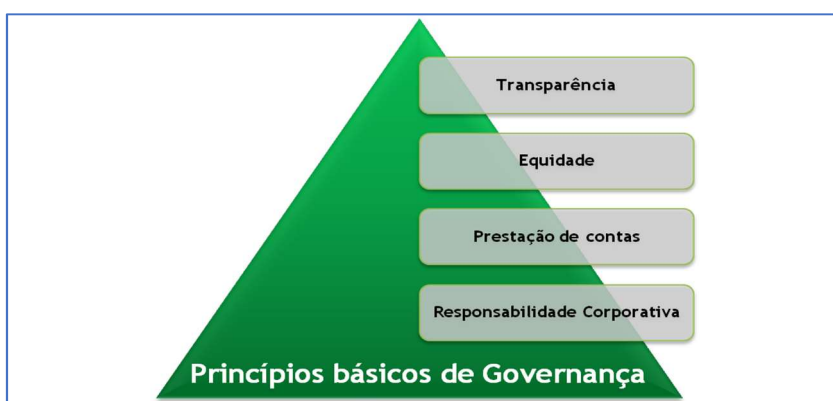 Transparência
Equidade
Prestação de contas
Responsabilidade Corporativa
Princípios básicos de Governança